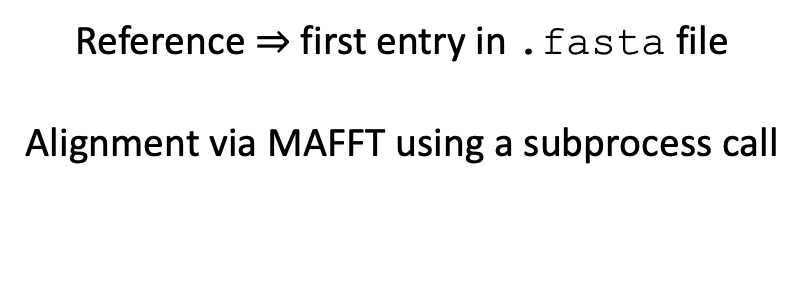 Reference ⇒ first entry in .fasta file
Alignment via MAFFT using a subprocess call